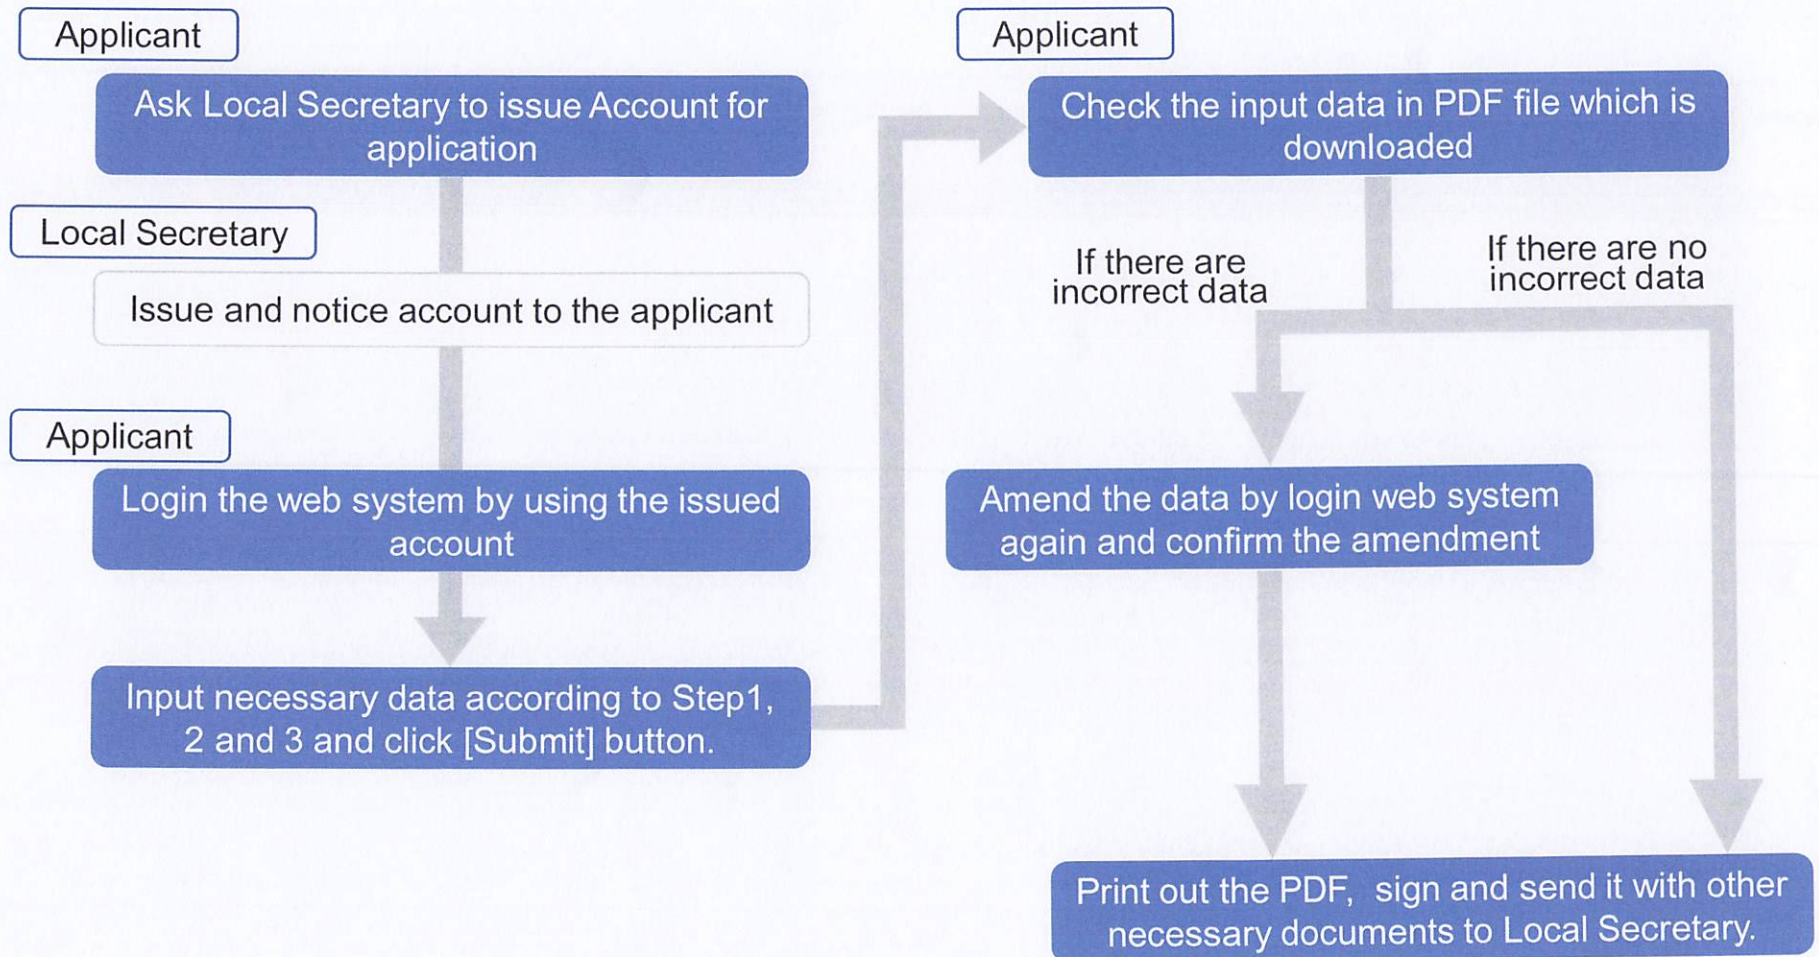 Applicant
Ask Local Secretary to issue Account for
application
Local Secretary
Issue and notice account to the applicant
Applicant
Login the web system by using the issued
account
Input necessary data according to Step1,
2 and 3 and click [Submit] button.
Applicant
Check the input data in PDF file which is
downloaded
If there are
incorrect data
If there are no
incorrect data
Amend the data by login web system
again and confirm the amendment
Print out the PDF, sign and send it with other
necessary documents to Local Secretary.